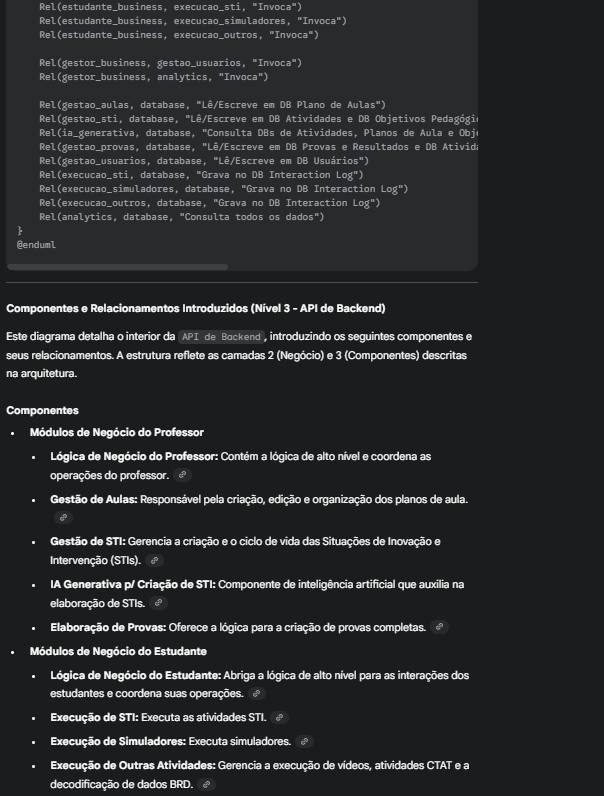 Rel(estudante_business, execucao_sti, "Invoca")
Rel(estudante_business, execucao_simuladores, "Invoca")
Rel(estudante_business, execucao_outros, "Invoca")
Rel(gestor_business, gestao_usuarios, "Invoca")
Rel(gestor_business, analytics, "Invoca")
Rel(gestao_aulas, database, "Lê/Escreve em DB Plano de Aulas")
Rel(gestao_sti, database, "Lê/Escreve em DB Atividades e DB Objetivos Pedagógi
Rel(ia_generativa, database, "Consulta DBs de Atividades, Planos de Aula e Obje
Rel(gestao_provas, database, "Lê/Escreve em DB Provas e Resultados e DB Ativida
Rel(gestao_usuarios, database, "Lê/Escreve em DB Usuários")
Rel(execucao_sti, database, "Grava no DB Interaction Log")
Rel(execucao_simuladores, database, "Grava no DB Interaction Log")
Rel(execucao_outros, database, "Grava no DB Interaction Log")
Rel(analytics, database, "Consulta todos os dados")
}
@enduml
Componentes e Relacionamentos Introduzidos (Nível 3 - API de Backend)
Este diagrama detalha o interior da API de Backend, introduzindo os seguintes componentes e
seus relacionamentos. A estrutura reflete as camadas 2 (Negócio) e 3 (Componentes) descritas
na arquitetura.
Componentes
• Módulos de Negócio do Professor
• Lógica de Negócio do Professor: Contém a lógica de alto nível e coordena as
operações do professor.
• Gestão de Aulas: Responsável pela criação, edição e organização dos planos de aula.
• Gestão de STI: Gerencia a criação e o ciclo de vida das Situações de Inovação e
Intervenção (STIs).
• IA Generativa p/ Criação de STI: Componente de inteligência artificial que auxilia na
elaboração de STIs.
• Elaboração de Provas: Oferece a lógica para a criação de provas completas.
• Módulos de Negócio do Estudante
• Lógica de Negócio do Estudante: Abriga a lógica de alto nível para as interações dos
estudantes e coordena suas operações.
• Execução de STI: Executa as atividades STI.
• Execução de Simuladores: Executa simuladores.
• Execução de Outras Atividades: Gerencia a execução de vídeos, atividades CTAT e a
decodificação de dados BRD.